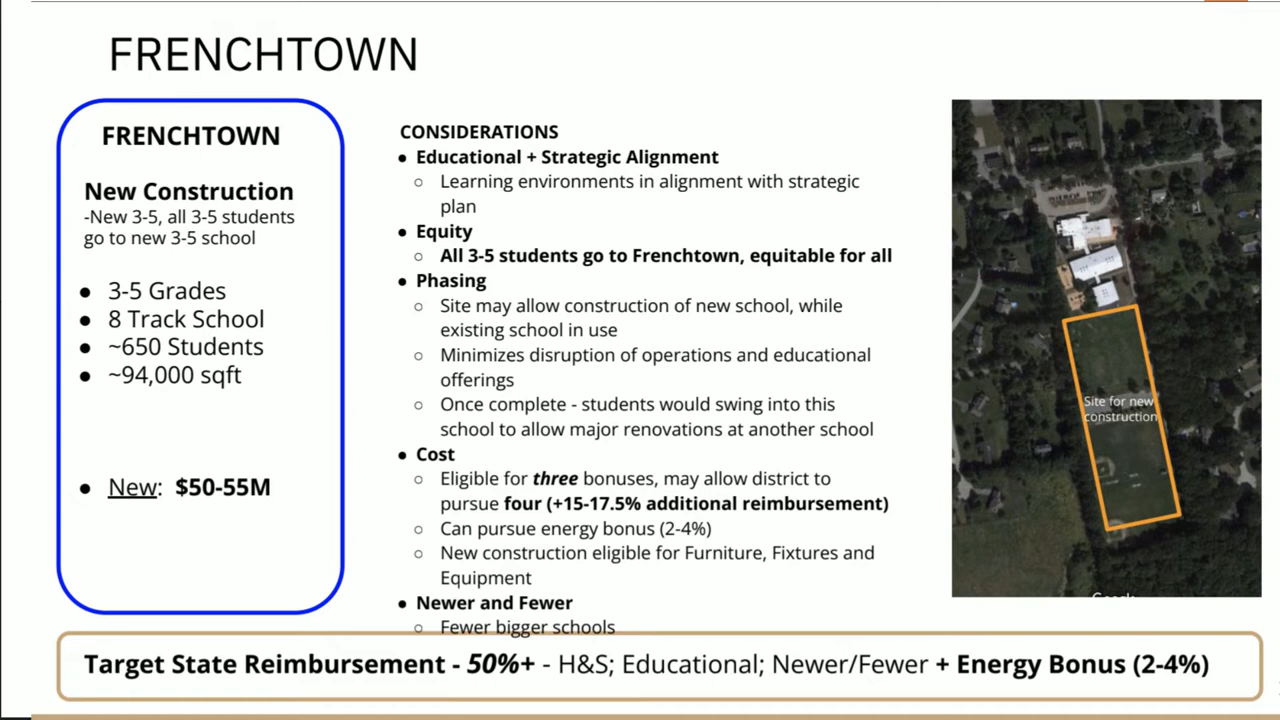 FRENCHTOWN
FRENCHTOWN
New Construction
-New 3-5, all 3-5 students
go to new 3-5 school
● 3-5 Grades
● 8 Track School
● ~650 Students
● ~94,000 sqft
● New: $50-55M
CONSIDERATIONS
● Educational + Strategic Alignment
○ Learning environments in alignment with strategic
plan
● Equity
○ All 3-5 students go to Frenchtown, equitable for all
● Phasing
○ Site may allow construction of new school, while
existing school in use
○ Minimizes disruption of operations and educational
offerings
○ Once complete - students would swing into this
school to allow major renovations at another school
● Cost
○ Eligible for three bonuses, may allow district to
pursue four (+15-17.5% additional reimbursement)
○ Can pursue energy bonus (2-4%)
○ New construction eligible for Furniture, Fixtures and
Equipment
● Newer and Fewer
○ Fewer bigger schools
Site for new
construction
Google
Target State Reimbursement - 50%+ - H&S; Educational; Newer/Fewer + Energy Bonus (2-4%)